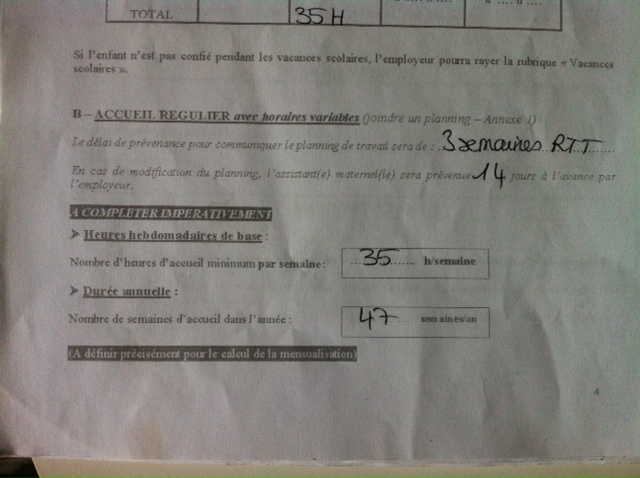 TOTAL 35H
Si l'enfant n'est pas confié pendant les vacances scolaires, l'employeur pourra rayer la rubrique « Vacances
scolaires ».
B – ACCUEIL REGULIER avec horaires variables (joindre un planning – Annexe 1)
Le délai de prévenance pour communiquer le planning de travail sera de : 3 semaines RTT
En cas de modification du planning, l'assistant(e) maternel(le) sera prévenue 14 jours à l'avance par
l'employeur.
A COMPLETER IMPERATIVEMENT
➤ Heures hebdomadaires de base :
Nombre d'heures d'accueil minimum par semaine : 35 h/semaine
➤ Durée annuelle :
Nombre de semaines d'accueil dans l'année : 47 semaines/an
(A définir précisément pour le calcul de la mensualisation)
4